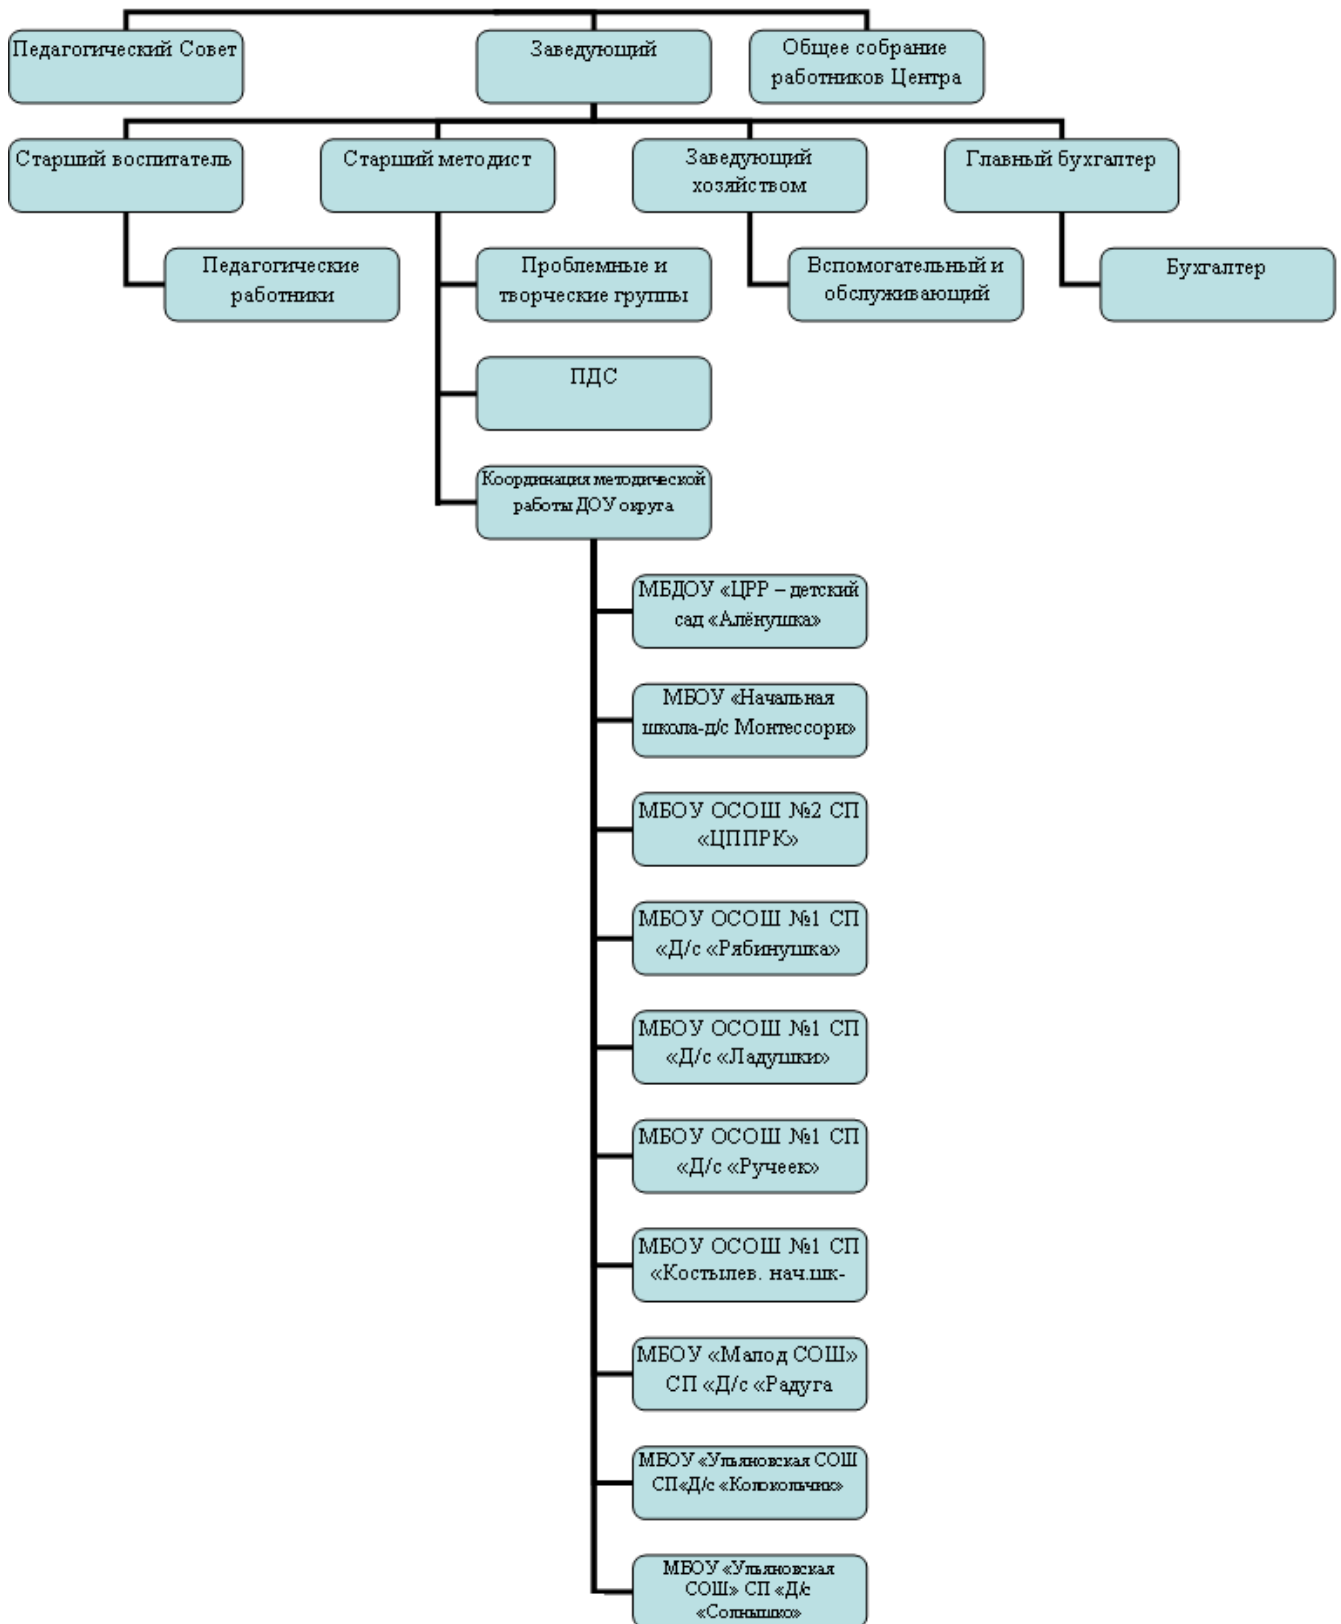 Педагогический Совет
Заведующий
Общее собрание
работников Центра
Старший воспитатель
Старший методист
Заведующий
хозяйством
Главный бухгалтер
Педагогические
работники
Проблемные и
творческие группы
Вспомогательный и
обслуживающий
Бухгалтер
ПДС
Координация методической
работы ДОУ округа
МБДОУ «ЦРР – детский
сад «Алёнушка»
МБОУ «Начальная
школа-д/с Монтессори»
МБОУ ОСОШ №2 СП
«ЦППРК»
МБОУ ОСОШ №1 СП
«Д/с «Рябинушка»
МБОУ ОСОШ №1 СП
«Д/с «Ладушки»
МБОУ ОСОШ №1 СП
«Д/с «Ручеек»
МБОУ ОСОШ №1 СП
«Костылев. нач.шк-
МБОУ «Малод СОШ»
СП «Д/с «Радуга
МБОУ «Ульяновская СОШ
СП«Д/с «Колокольчик»
МБОУ «Ульяновская
СОШ» СП «Д/с
«Солнышко»